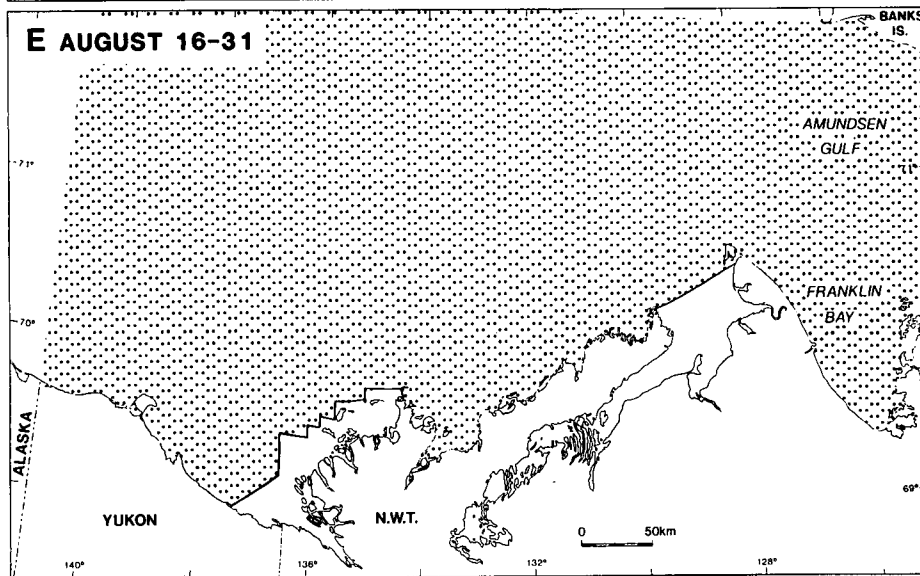 E AUGUST 16-31
BANKS
IS.
AMUNDSEN
GULF
71°
71°
FRANKLIN
BAY
70°
ALASKA
69°
YUKON
N.W.T.
0 50km
140°
136°
132°
128°